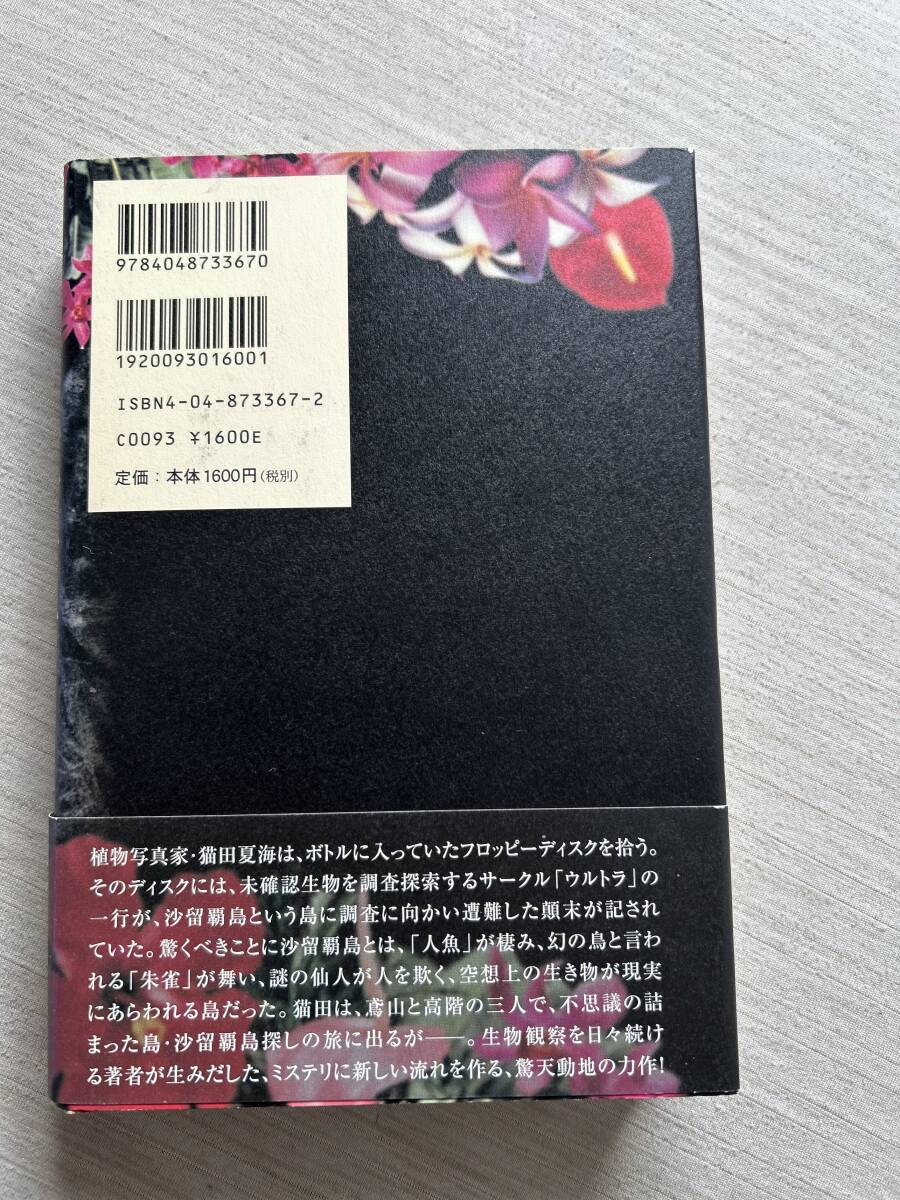 9784048733670
1920093016001
ISBN4-04-873367-2
C0093 ¥1600E
定価：本体1600円（税別）
植物写真家・猫田夏海は、ボトルに入っていたフロッピーディスクを拾う。
そのディスクには、未確認生物を調査探索するサークル「ウルトラ」の
一行が、沙留覇島という島に調査に向かい遭難した顛末が記され
ていた。驚くべきことに沙留覇島とは、「人魚」が棲み、幻の鳥と言わ
れる「朱雀」が舞い、謎の仙人が人を欺く、空想上の生き物が現実
にあらわれる島だった。猫田は、鳶山と高階の三人で、不思議の詰
まった島・沙留覇島探しの旅に出るが――。生物観察を日々続け
る著者が生みだした、ミステリに新しい流れを作る、驚天動地の力作！